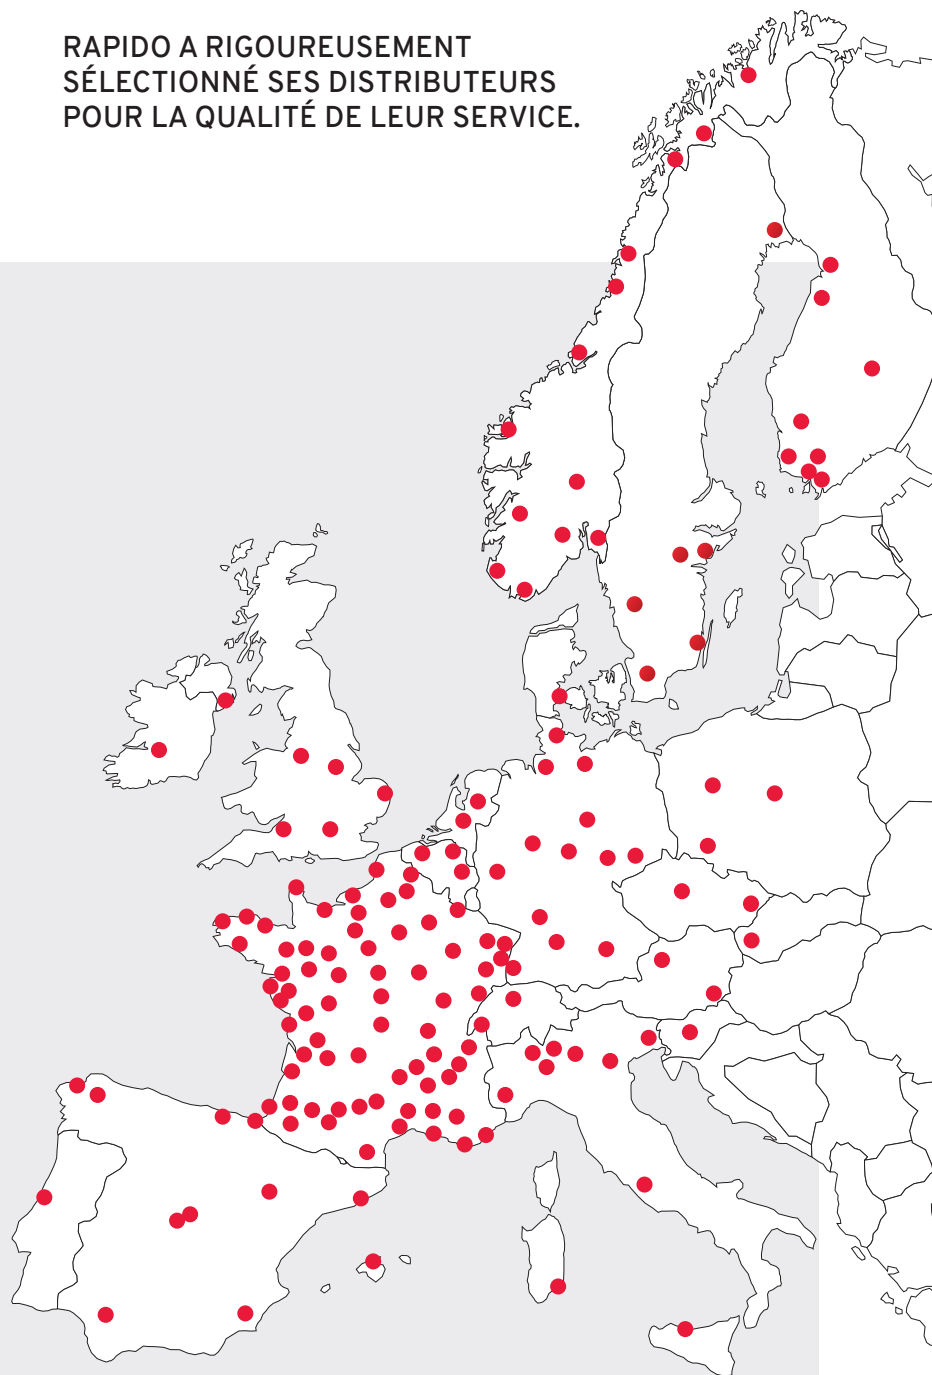 RAPIDO A RIGOUREUSEMENT
SÉLECTIONNÉ SES DISTRIBUTEURS
POUR LA QUALITÉ DE LEUR SERVICE.